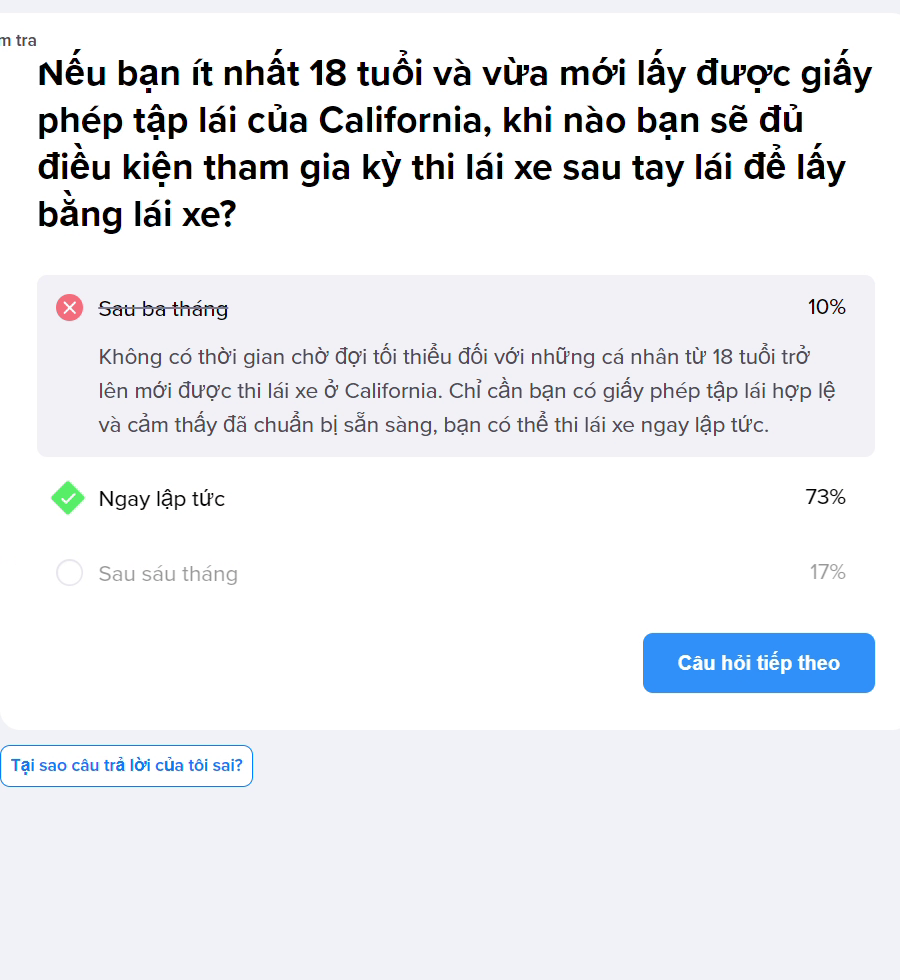 m tra
Nếu bạn ít nhất 18 tuổi và vừa mới lấy được giấy
phép tập lái của California, khi nào bạn sẽ đủ
điều kiện tham gia kỳ thi lái xe sau tay lái để lấy
bằng lái xe?
Sau ba tháng 10%
Không có thời gian chờ đợi tối thiểu đối với những cá nhân từ 18 tuổi trở
lên mới được thi lái xe ở California. Chỉ cần bạn có giấy phép tập lái hợp lệ
và cảm thấy đã chuẩn bị sẵn sàng, bạn có thể thi lái xe ngay lập tức.
Ngay lập tức 73%
Sau sáu tháng 17%
Câu hỏi tiếp theo
Tại sao câu trả lời của tôi sai?